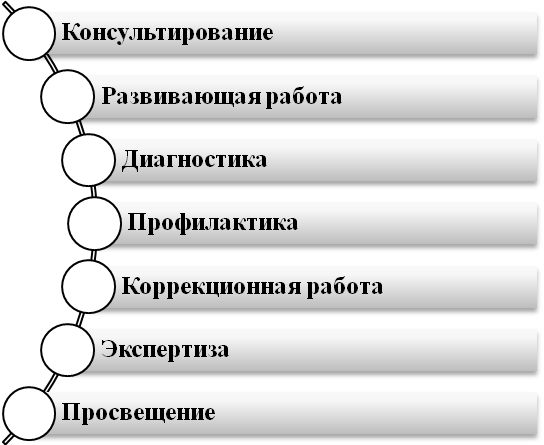 Консультирование
Развивающая работа
Диагностика
Профилактика
Коррекционная работа
Экспертиза
Просвещение